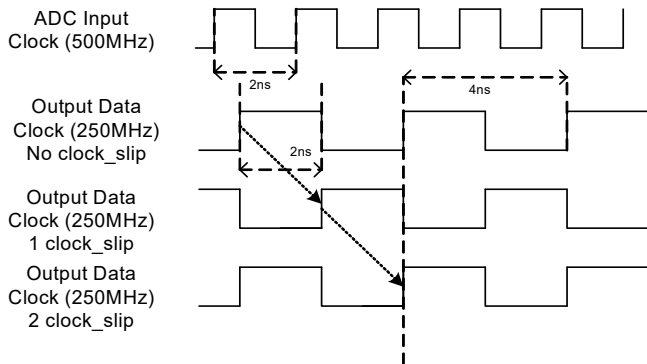 ADC Input
Clock (500MHz)
2ns
4ns
Output Data
Clock (250MHz)
No clock_slip
2ns
Output Data
Clock (250MHz)
1 clock_slip
Output Data
Clock (250MHz)
2 clock_slip